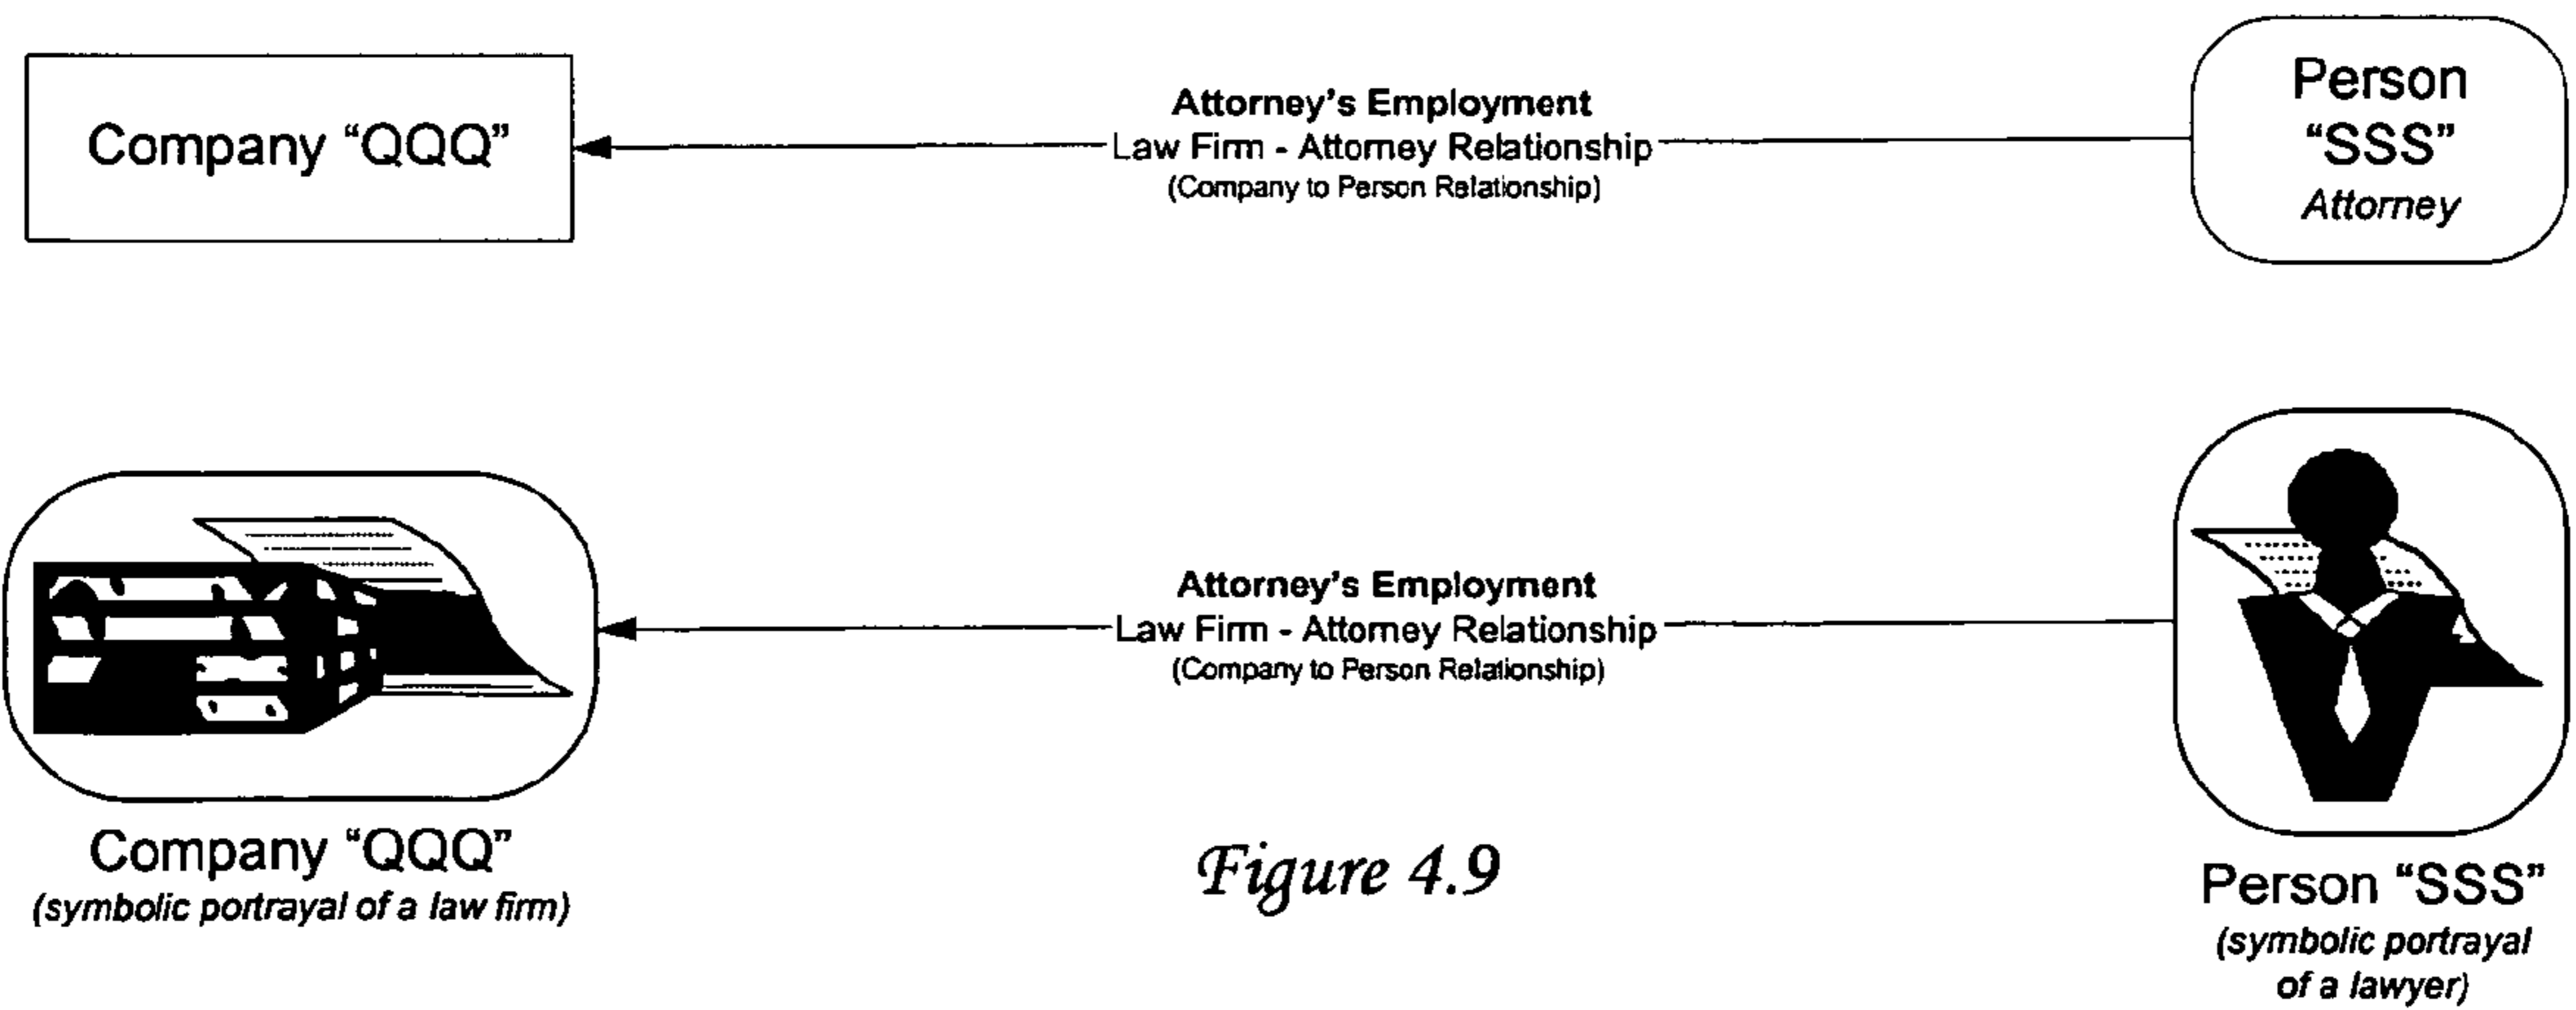 Company “QQQ”
Attorney’s Employment
Law Firm - Attorney Relationship
(Company to Person Relationship)
Person
“SSS”
Attorney
Attorney’s Employment
Law Firm - Attorney Relationship
(Company to Person Relationship)
Company “QQQ”
(symbolic portrayal of a law firm)
Figure 4.9
Person “SSS”
(symbolic portrayal
of a lawyer)